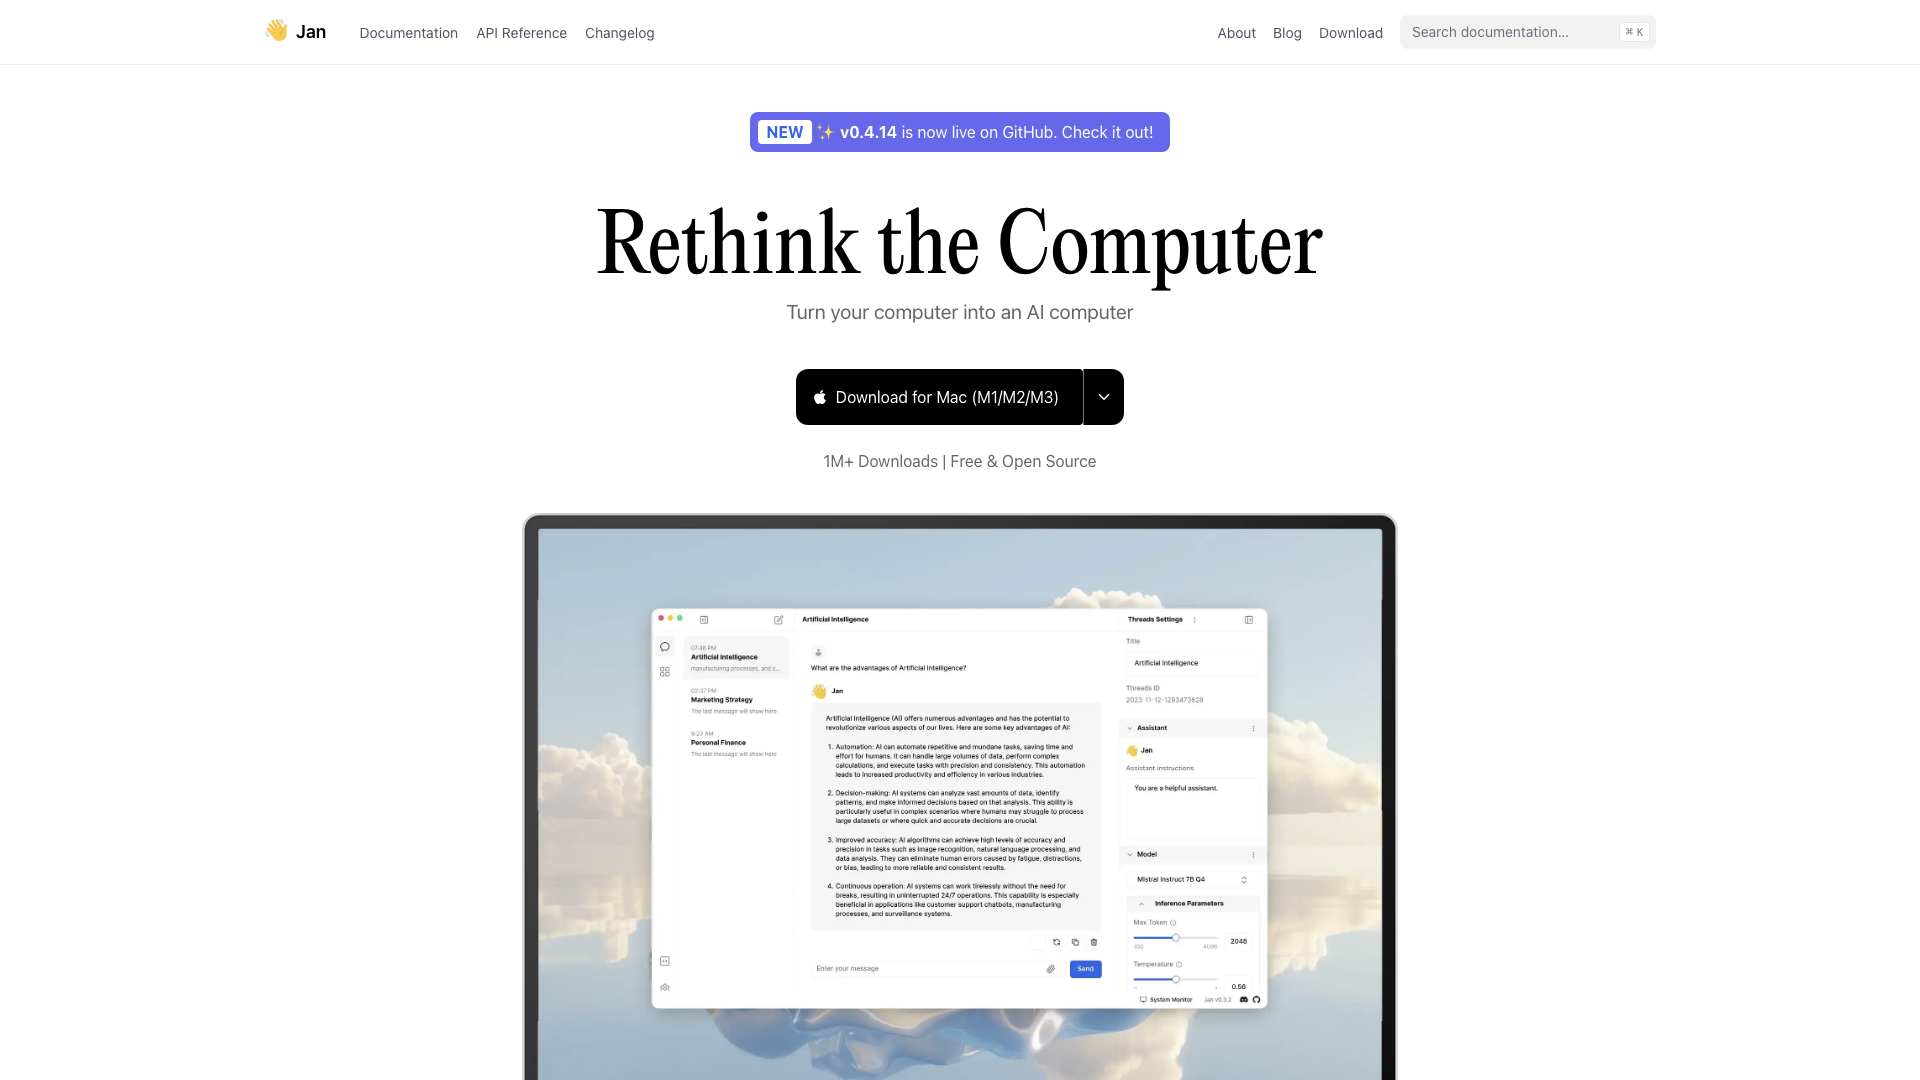 Jan
Documentation
API Reference
Changelog
About
Blog
Download
Search documentation...
⌘ K
NEW ✨ v0.4.14 is now live on GitHub. Check it out!
Rethink the Computer
Turn your computer into an AI computer
Download for Mac (M1/M2/M3)
1M+ Downloads | Free & Open Source
07:48 PM
Artificial Intelligence
manufacturing processes, and c...
02:37 PM
Marketing Strategy
The last message will show here
9:23 AM
Personal Finance
The last message will show here
Artificial Intelligence
What are the advantages of Artificial Intelligence?
Jan
Artificial Intelligence (AI) offers numerous advantages and has the potential to
revolutionize various aspects of our lives. Here are some key advantages of AI:
1. Automation: AI can automate repetitive and mundane tasks, saving time and
effort for humans. It can handle large volumes of data, perform complex
calculations, and execute tasks with precision and consistency. This automation
leads to increased productivity and efficiency in various industries.
2. Decision-making: AI systems can analyze vast amounts of data, identify
patterns, and make informed decisions based on that analysis. This ability is
particularly useful in complex scenarios where humans may struggle to process
large datasets or where quick and accurate decisions are crucial.
3. Improved accuracy: AI algorithms can achieve high levels of accuracy and
precision in tasks such as image recognition, natural language processing, and
data analysis. They can eliminate human errors caused by fatigue, distractions,
or bias, leading to more reliable and consistent results.
4. Continuous operation: AI systems can work tirelessly without the need for
breaks, resulting in uninterrupted 24/7 operations. This capability is especially
beneficial in applications like customer support chatbots, manufacturing
processes, and surveillance systems.
Enter your message
Send
Threads Settings
Title
Artificial Intelligence
Threads ID
2023-11-12-1293473628
Assistant
Jan
Assistant Instructions
You are a helpful assistant.
Model
Mistral Instruct 7B Q4
Inference Parameters
Max Token
100
4096
2048
Temperature
0.56
System Monitor
Jan v0.3.2